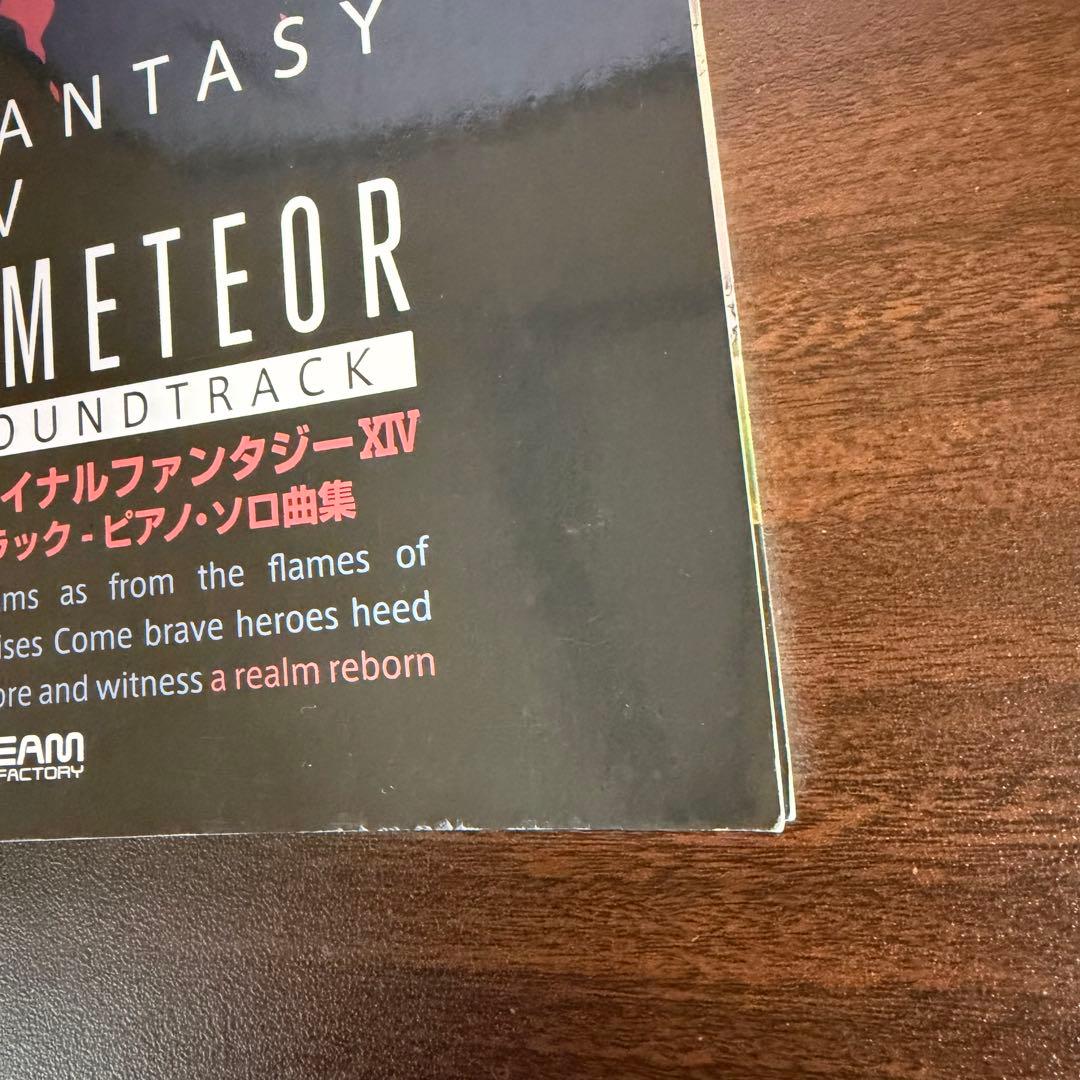 ANTASY
V
METEOR
OUNDTRACK
イナルファンタジーXIV
ラック-ピアノ・ソロ曲集
ms as from the flames of
ises Come brave heroes heed
ore and witness a realm reborn
EAM
FACTORY